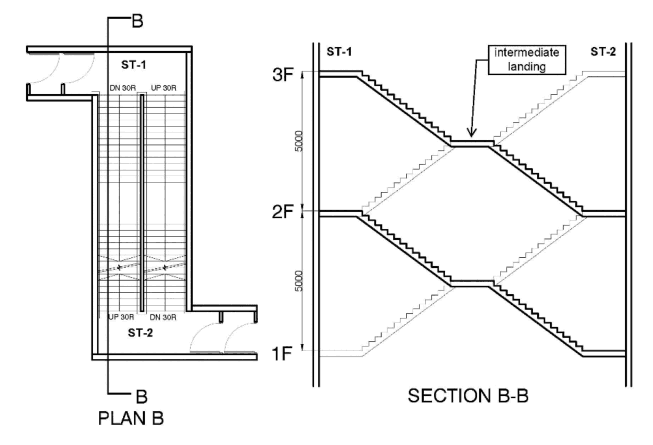 B
ST-1
DN 30R
UP 30R
UP 30R
DN 30R
ST-2
B
PLAN B
ST-1
intermediate
landing
ST-2
3F
5000
2F
5000
1F
SECTION B-B